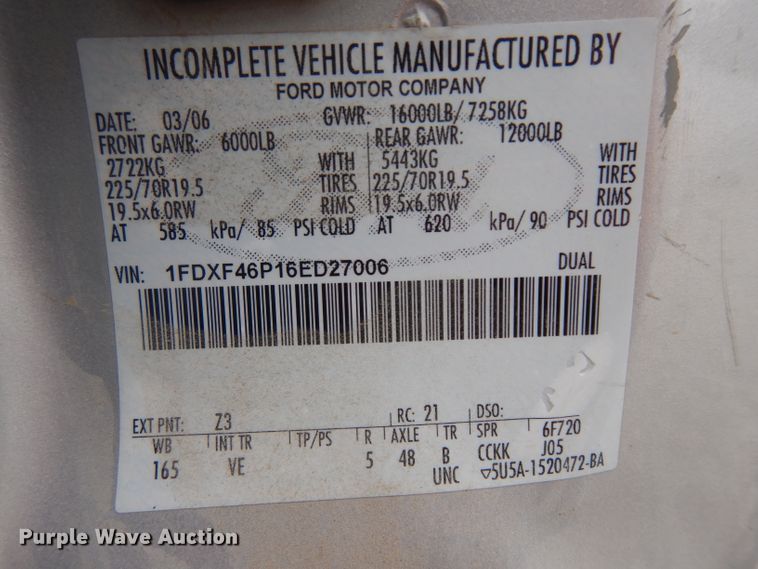 INCOMPLETE VEHICLE MANUFACTURED BY
FORD MOTOR COMPANY
DATE: 03/06 GVWR: 16000LB/ 7258KG
FRONT GAWR: 6000LB REAR GAWR: 12000LB
2722KG WITH 5443KG WITH
225/70R19.5 TIRES 225/70R19.5 TIRES
19.5x6.0RW RIMS 19.5x6.0RW RIMS
AT 585 kPa/ 85 PSI COLD AT 620 kPa/ 90 PSI COLD
VIN: 1FDXF46P16ED27006 DUAL
EXT PNT: Z3 RC: 21 DSO:
WB INT TR TP/PS R AXLE TR SPR 6F720
165 VE 5 48 B CCKK J05
UNC ▽5U5A-1520472-BA
Purple Wave Auction